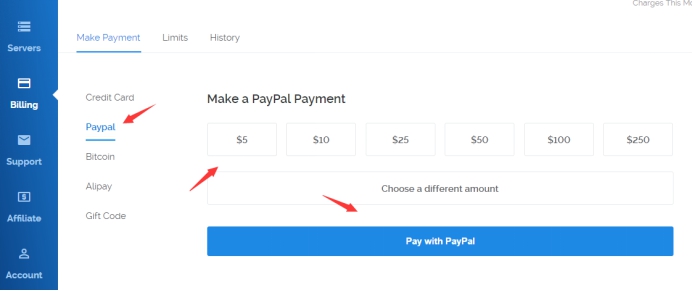 Charges This M
Make Payment Limits History
Servers
Billing
Support
Affiliate
Account
Credit Card
Paypal
Bitcoin
Alipay
Gift Code
Make a PayPal Payment
$5 $10 $25 $50 $100 $250
Choose a different amount
Pay with PayPal